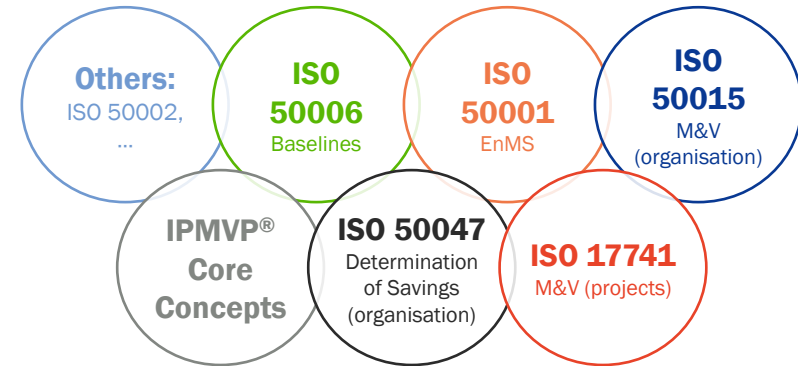 Others:
ISO 50002,
...
ISO
50006
Baselines
ISO
50001
EnMS
ISO
50015
M&V
(organisation)
IPMVP®
Core
Concepts
ISO 50047
Determination
of Savings
(organisation)
ISO 17741
M&V (projects)